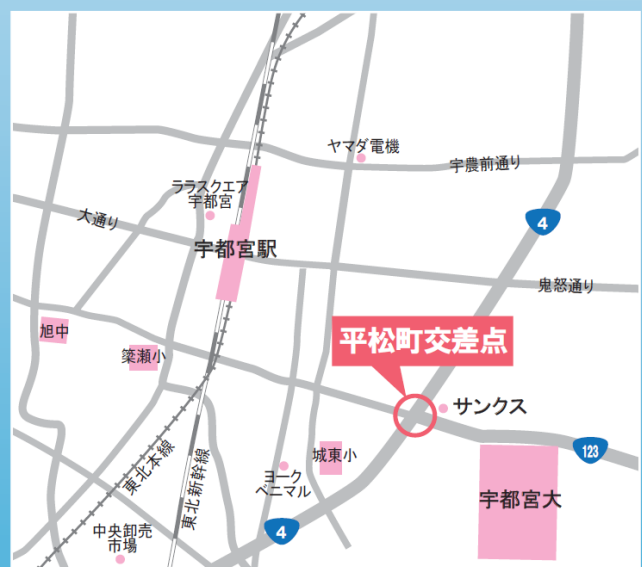 ヤマダ電機
宇農前通り
ララスクエア
宇都宮
大通り
4
宇都宮駅
鬼怒通り
旭中
簗瀬小
平松町交差点
サンクス
城東小
123
東北本線
東北新幹線
ヨーク
ベニマル
宇都宮大
中央卸売
市場
4